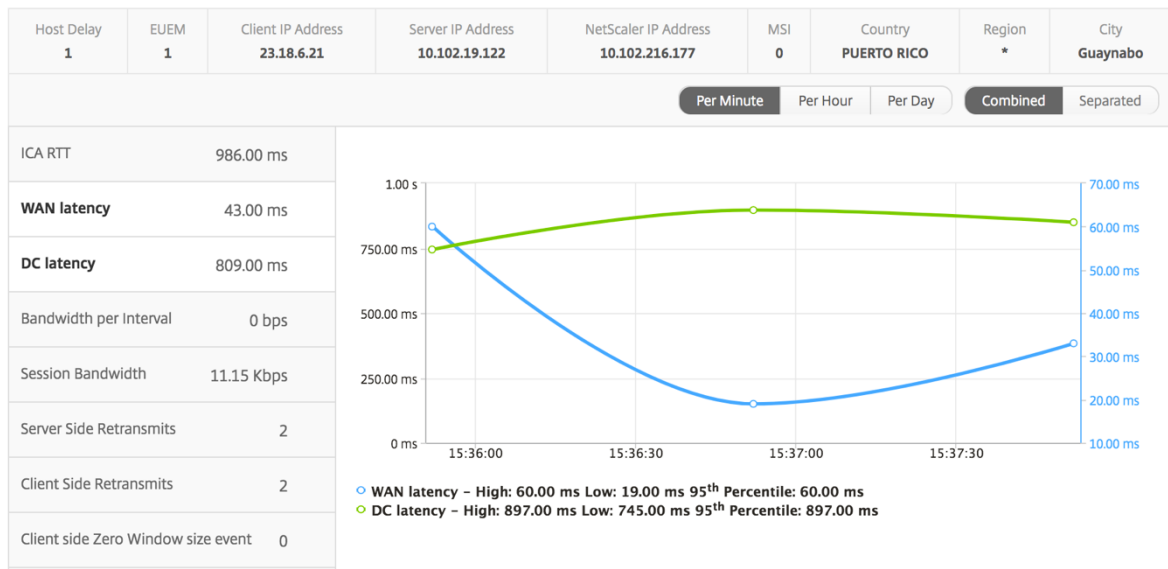 Host Delay EUEM Client IP Address Server IP Address NetScaler IP Address MSI Country Region City
1 1 23.18.6.21 10.102.19.122 10.102.216.177 0 PUERTO RICO * Guaynabo
Per Minute Per Hour Per Day Combined Separated
ICA RTT 986.00 ms
WAN latency 43.00 ms
DC latency 809.00 ms
Bandwidth per Interval 0 bps
Session Bandwidth 11.15 Kbps
Server Side Retransmits 2
Client Side Retransmits 2
Client side Zero Window size event 0
1.00 s
750.00 ms
500.00 ms
250.00 ms
0 ms
70.00 ms
60.00 ms
50.00 ms
40.00 ms
30.00 ms
20.00 ms
10.00 ms
15:36:00 15:36:30 15:37:00 15:37:30
WAN latency – High: 60.00 ms Low: 19.00 ms 95th Percentile: 60.00 ms
DC latency – High: 897.00 ms Low: 745.00 ms 95th Percentile: 897.00 ms